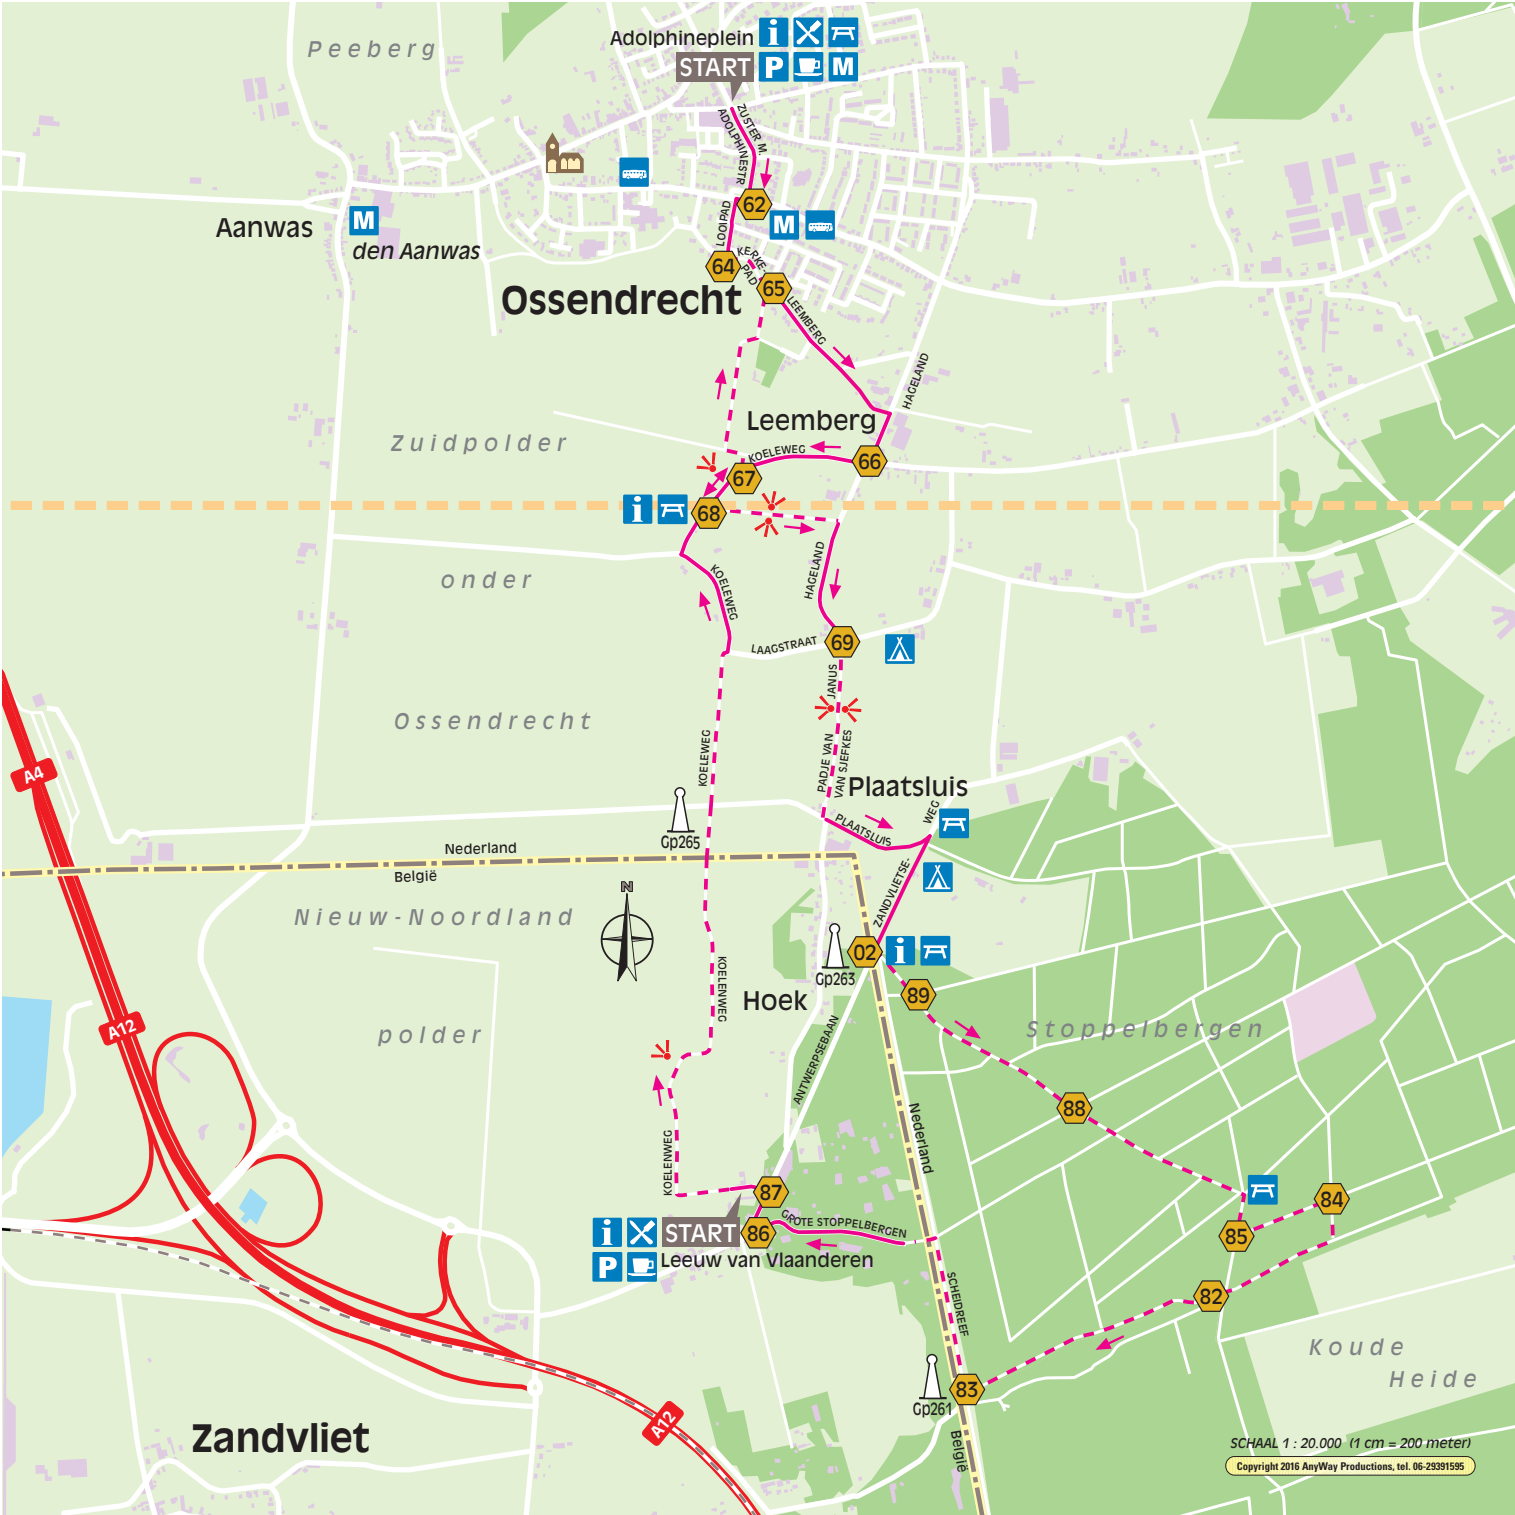 Peeberg
Adolphineplein
i
START
P
M
ZUSTER M.
ADOLPHINESTR
62
M
Aanwas
M
den Aanwas
LOOIPAD
64
KERKE-
PAD
65
Ossendrecht
LEEMBERG
HAGELAND
Leemberg
Zuidpolder
KOELEWEG
66
67
i
68
onder
KOELEWEG
HAGELAND
LAAGSTRAAT
69
JANUS
Ossendrecht
KOELEWEG
PADJE VAN
VAN SJEFKES
Plaatsluis
A4
Gp265
PLAATSLUIS
WEG
ZANDVLIETSE-
Nederland
België
N
Nieuw-Noordland
polder
KOELENWEG
Hoek
Gp263
02
i
89
Stoppelbergen
A12
ANTWERPSEBAAN
Nederland
88
KOELENWEG
87
84
i
START
86
GROTE STOPPELBERGEN
85
P
Leeuw van Vlaanderen
SCHEIDREEF
82
Koude
Heide
Gp261
83
A12
Zandvliet
België
SCHAAL 1 : 20.000 (1 cm = 200 meter)
Copyright 2016 AnyWay Productions, tel. 06-29391595